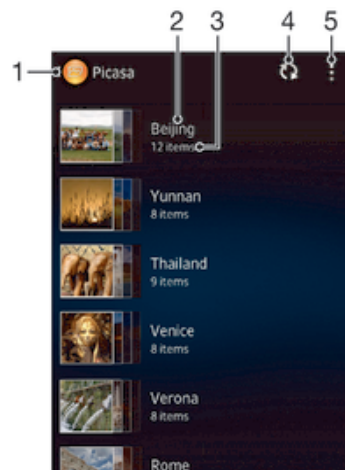 2
3
4
5
1
Picasa
Beijing
12 items
Yunnan
8 items
Thailand
9 items
Venice
8 items
Verona
8 items
Rome